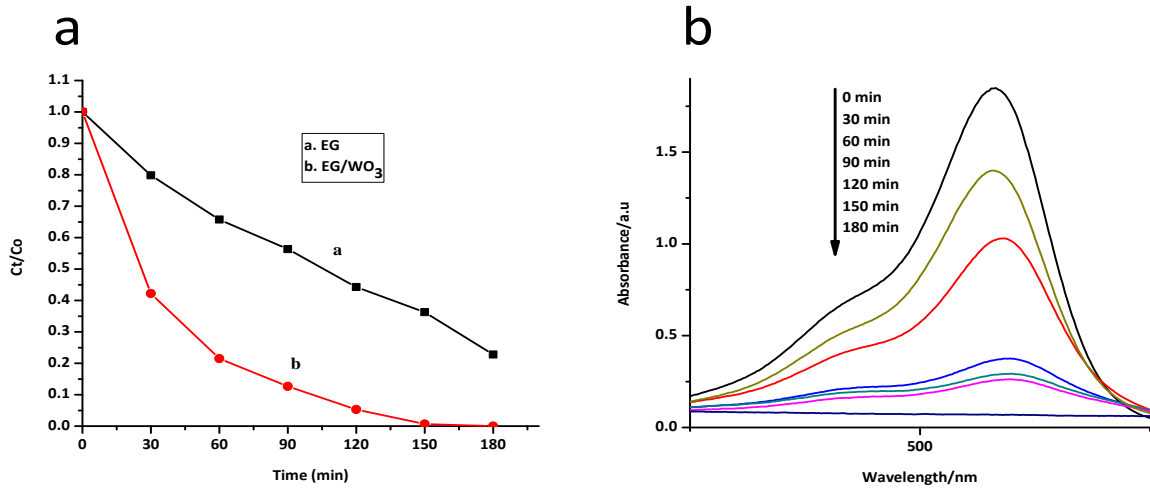 a
1.1
1.0
0.9
0.8
0.7
0.6
0.5
0.4
0.3
0.2
0.1
0.0
Ct/Co
0 30 60 90 120 150 180
Time (min)
a. EG
b. EG/WO₃
a
b
b
1.5
1.0
0.5
0.0
Absorbance/a.u
0 min
30 min
60 min
90 min
120 min
150 min
180 min
500
Wavelength/nm